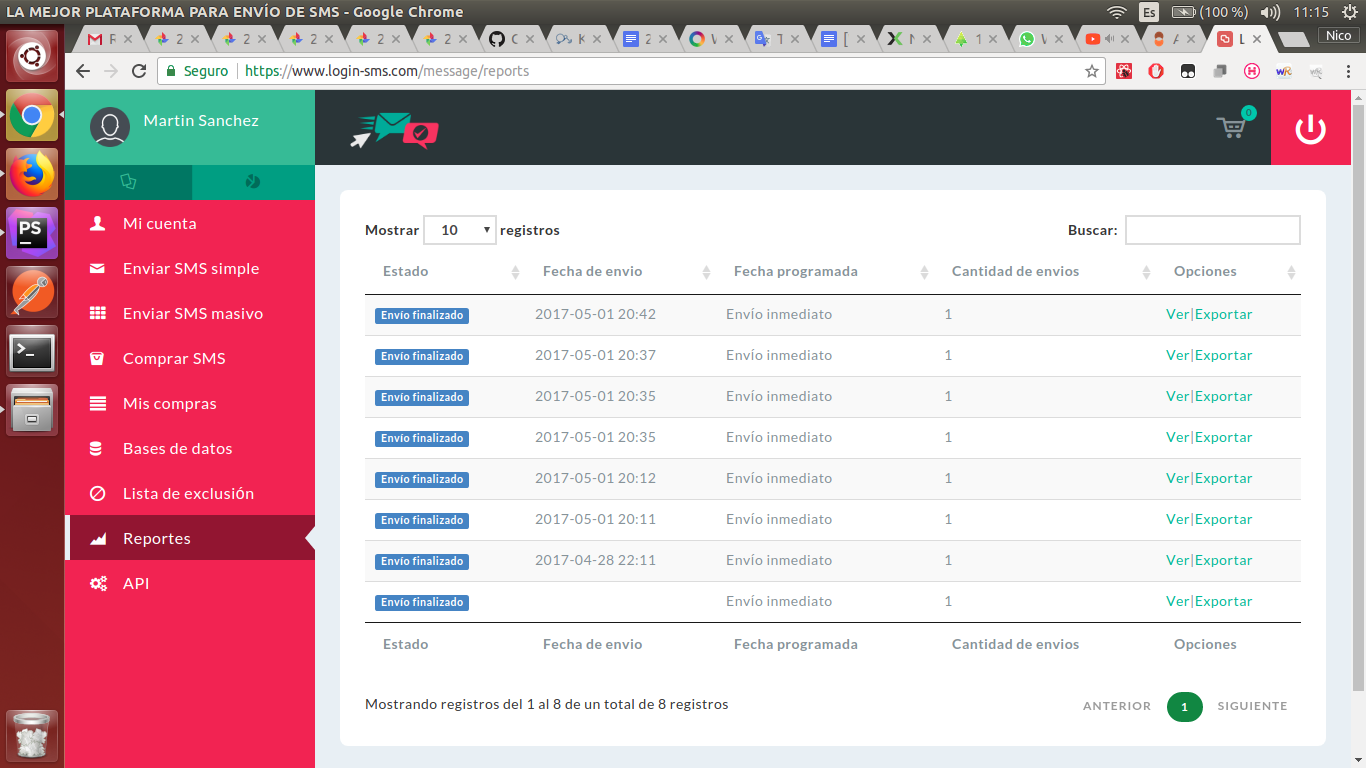 LA MEJOR PLATAFORMA PARA ENVÍO DE SMS - Google Chrome
Es (100 %) 11:15
R 2 2 2 2 2 C K 2 W T [ N 1 W A L Nico
Seguro https://www.login-sms.com/message/reports
Martin Sanchez
0
Mi cuenta
Enviar SMS simple
Enviar SMS masivo
Comprar SMS
Mis compras
Bases de datos
Lista de exclusión
Reportes
API
Mostrar 10 registros
Buscar:
Estado Fecha de envio Fecha programada Cantidad de envios Opciones
Envío finalizado 2017-05-01 20:42 Envío inmediato 1 Ver|Exportar
Envío finalizado 2017-05-01 20:37 Envío inmediato 1 Ver|Exportar
Envío finalizado 2017-05-01 20:35 Envío inmediato 1 Ver|Exportar
Envío finalizado 2017-05-01 20:35 Envío inmediato 1 Ver|Exportar
Envío finalizado 2017-05-01 20:12 Envío inmediato 1 Ver|Exportar
Envío finalizado 2017-05-01 20:11 Envío inmediato 1 Ver|Exportar
Envío finalizado 2017-04-28 22:11 Envío inmediato 1 Ver|Exportar
Envío finalizado Envío inmediato 1 Ver|Exportar
Estado Fecha de envio Fecha programada Cantidad de envios Opciones
Mostrando registros del 1 al 8 de un total de 8 registros
ANTERIOR 1 SIGUIENTE